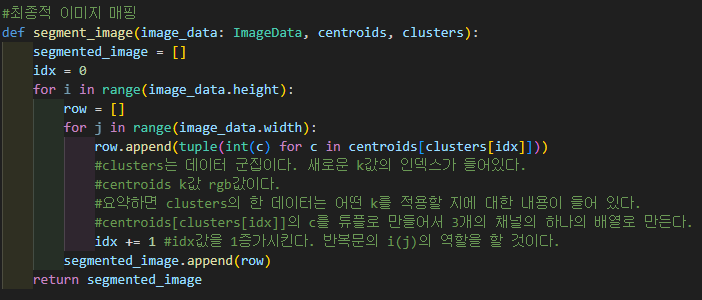 #최종적 이미지 매핑
def segment_image(image_data: ImageData, centroids, clusters):
    segmented_image = []
    idx = 0
    for i in range(image_data.height):
        row = []
        for j in range(image_data.width):
            row.append(tuple(int(c) for c in centroids[clusters[idx]]))
            #clusters는 데이터 군집이다. 새로운 k값의 인덱스가 들어있다.
            #centroids k값 rgb값이다.
            #요약하면 clusters의 한 데이터는 어떤 k를 적용할 지에 대한 내용이 들어 있다.
            #centroids[clusters[idx]]의 c를 튜플로 만들어서 3개의 채널의 하나의 배열로 만든다.
            idx += 1 #idx값을 1증가시킨다. 반복문의 i(j)의 역할을 할 것이다.
        segmented_image.append(row)
    return segmented_image